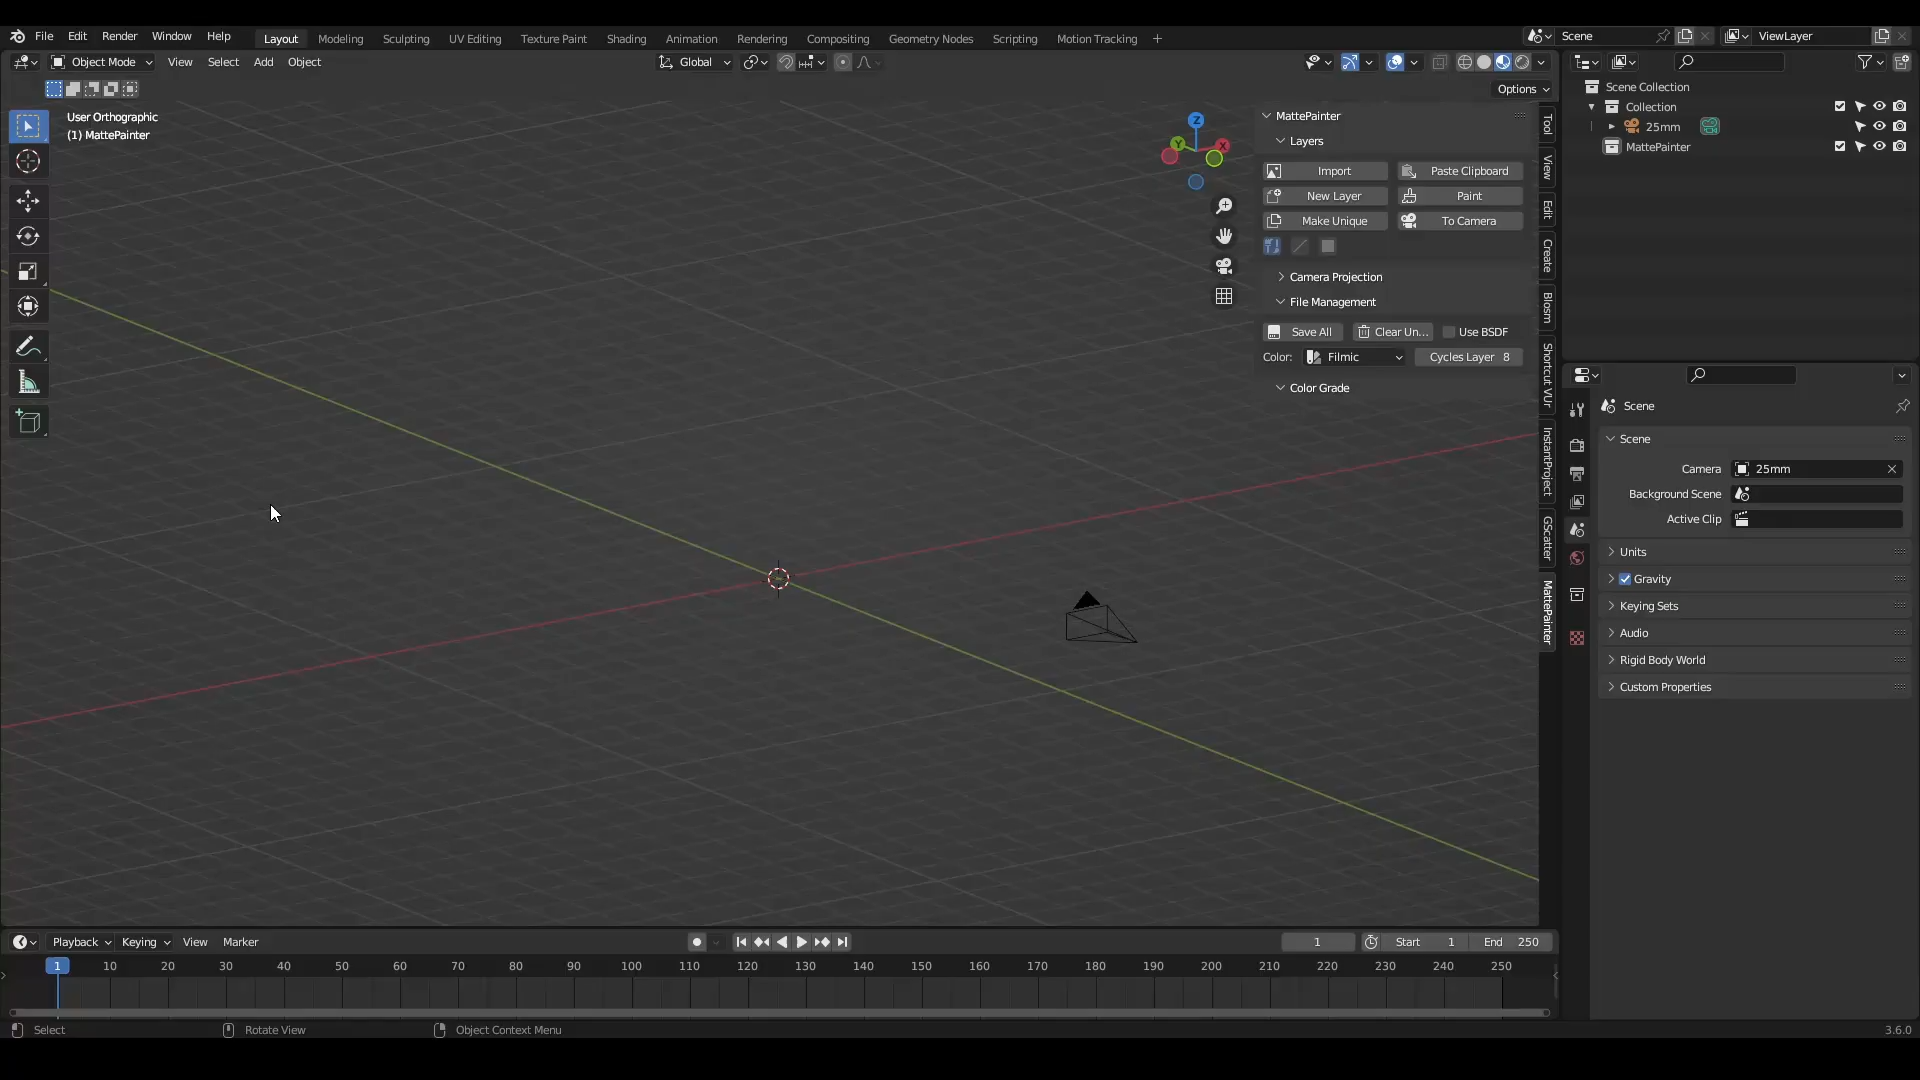 File Edit Render Window Help Layout Modeling Sculpting UV Editing Texture Paint Shading Animation Rendering Compositing Geometry Nodes Scripting Motion Tracking + Scene ViewLayer
Object Mode View Select Add Object Global
Options
User Orthographic
(1) MattePainter
Z
Y
X
MattePainter
Layers
Import Paste Clipboard
New Layer Paint
Make Unique To Camera
Camera Projection
File Management
Save All Clear Un... Use BSDF
Color: Filmic Cycles Layer 8
Color Grade
Tool
View
Edit
Create
Blosm
Shortcut VUr
InstantProject
GScatter
MattePainter
Scene Collection
Collection
25mm
MattePainter
Scene
Scene
Camera 25mm
Background Scene
Active Clip
Units
Gravity
Keying Sets
Audio
Rigid Body World
Custom Properties
Playback Keying View Marker 1 Start 1 End 250
1 10 20 30 40 50 60 70 80 90 100 110 120 130 140 150 160 170 180 190 200 210 220 230 240 250
Select Rotate View Object Context Menu 3.6.0